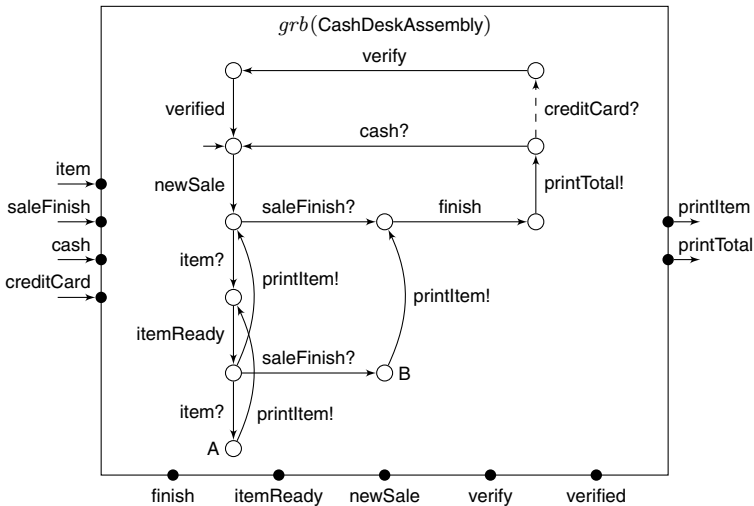 grb(CashDeskAssembly)
verify
verified
creditCard?
cash?
item
newSale
printTotal!
saleFinish
saleFinish?
finish
printItem
cash
item?
printTotal
creditCard
printItem!
printItem!
itemReady
saleFinish?
B
item?
printItem!
A
finish
itemReady
newSale
verify
verified